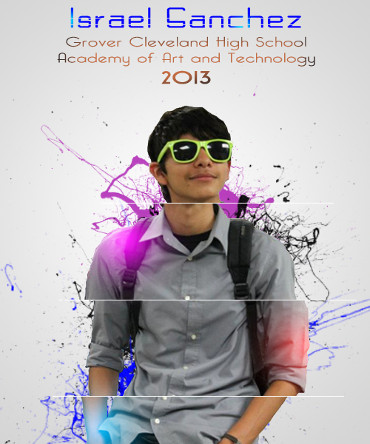 Israel Sanchez
Grover Cleveland High School
Academy of Art and Technology
2013